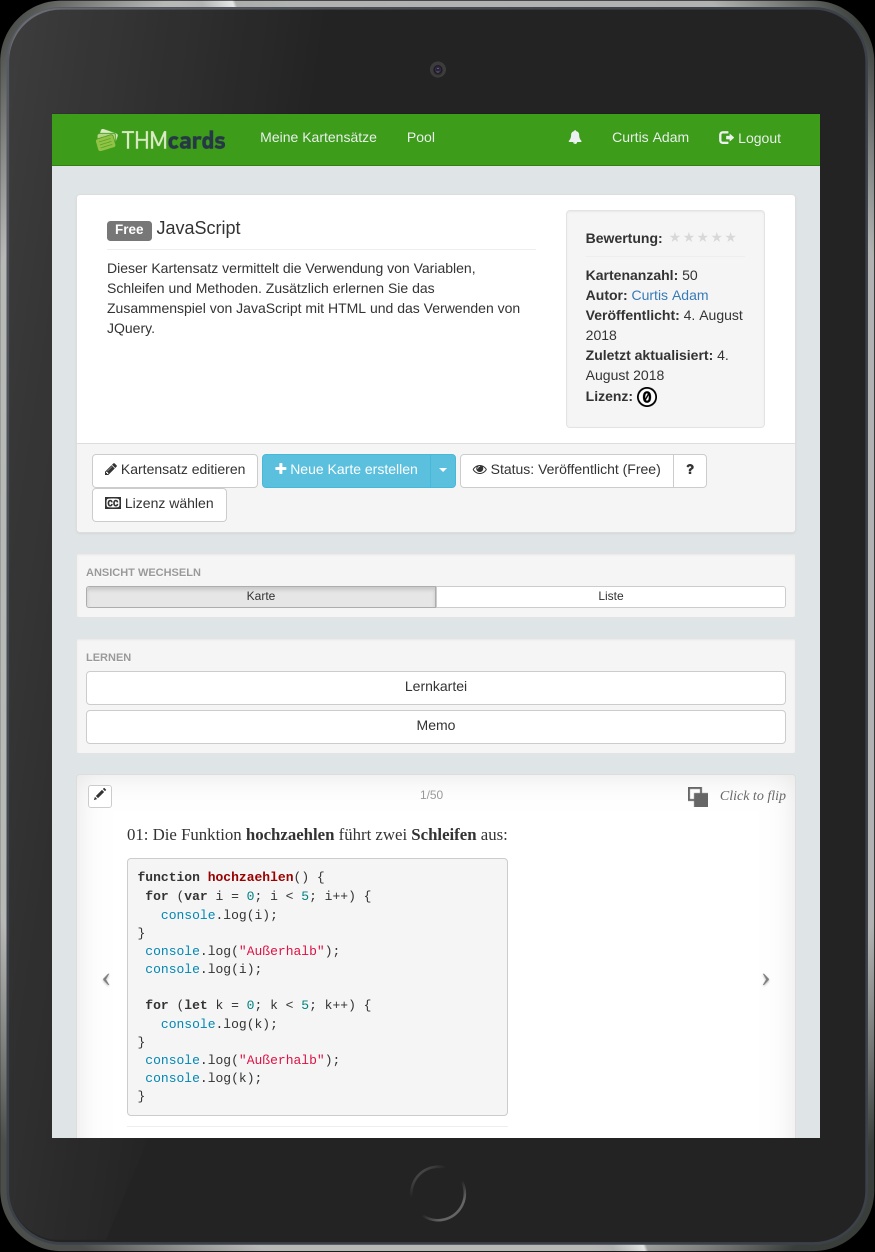 THMcards Meine Kartensätze Pool Curtis Adam Logout
Free JavaScript
Dieser Kartensatz vermittelt die Verwendung von Variablen,
Schleifen und Methoden. Zusätzlich erlernen Sie das
Zusammenspiel von JavaScript mit HTML und das Verwenden von
JQuery.
Bewertung: ★★★★★
Kartenanzahl: 50
Autor: Curtis Adam
Veröffentlicht: 4. August
2018
Zuletzt aktualisiert: 4.
August 2018
Lizenz: 0
Kartensatz editieren Neue Karte erstellen Status: Veröffentlicht (Free) ?
CC Lizenz wählen
ANSICHT WECHSELN
Karte Liste
LERNEN
Lernkartei
Memo
1/50 Click to flip
01: Die Funktion hochzaehlen führt zwei Schleifen aus:
function hochzaehlen() {
for (var i = 0; i < 5; i++) {
console.log(i);
}
console.log("Außerhalb");
console.log(i);
for (let k = 0; k < 5; k++) {
console.log(k);
}
console.log("Außerhalb");
console.log(k);
}